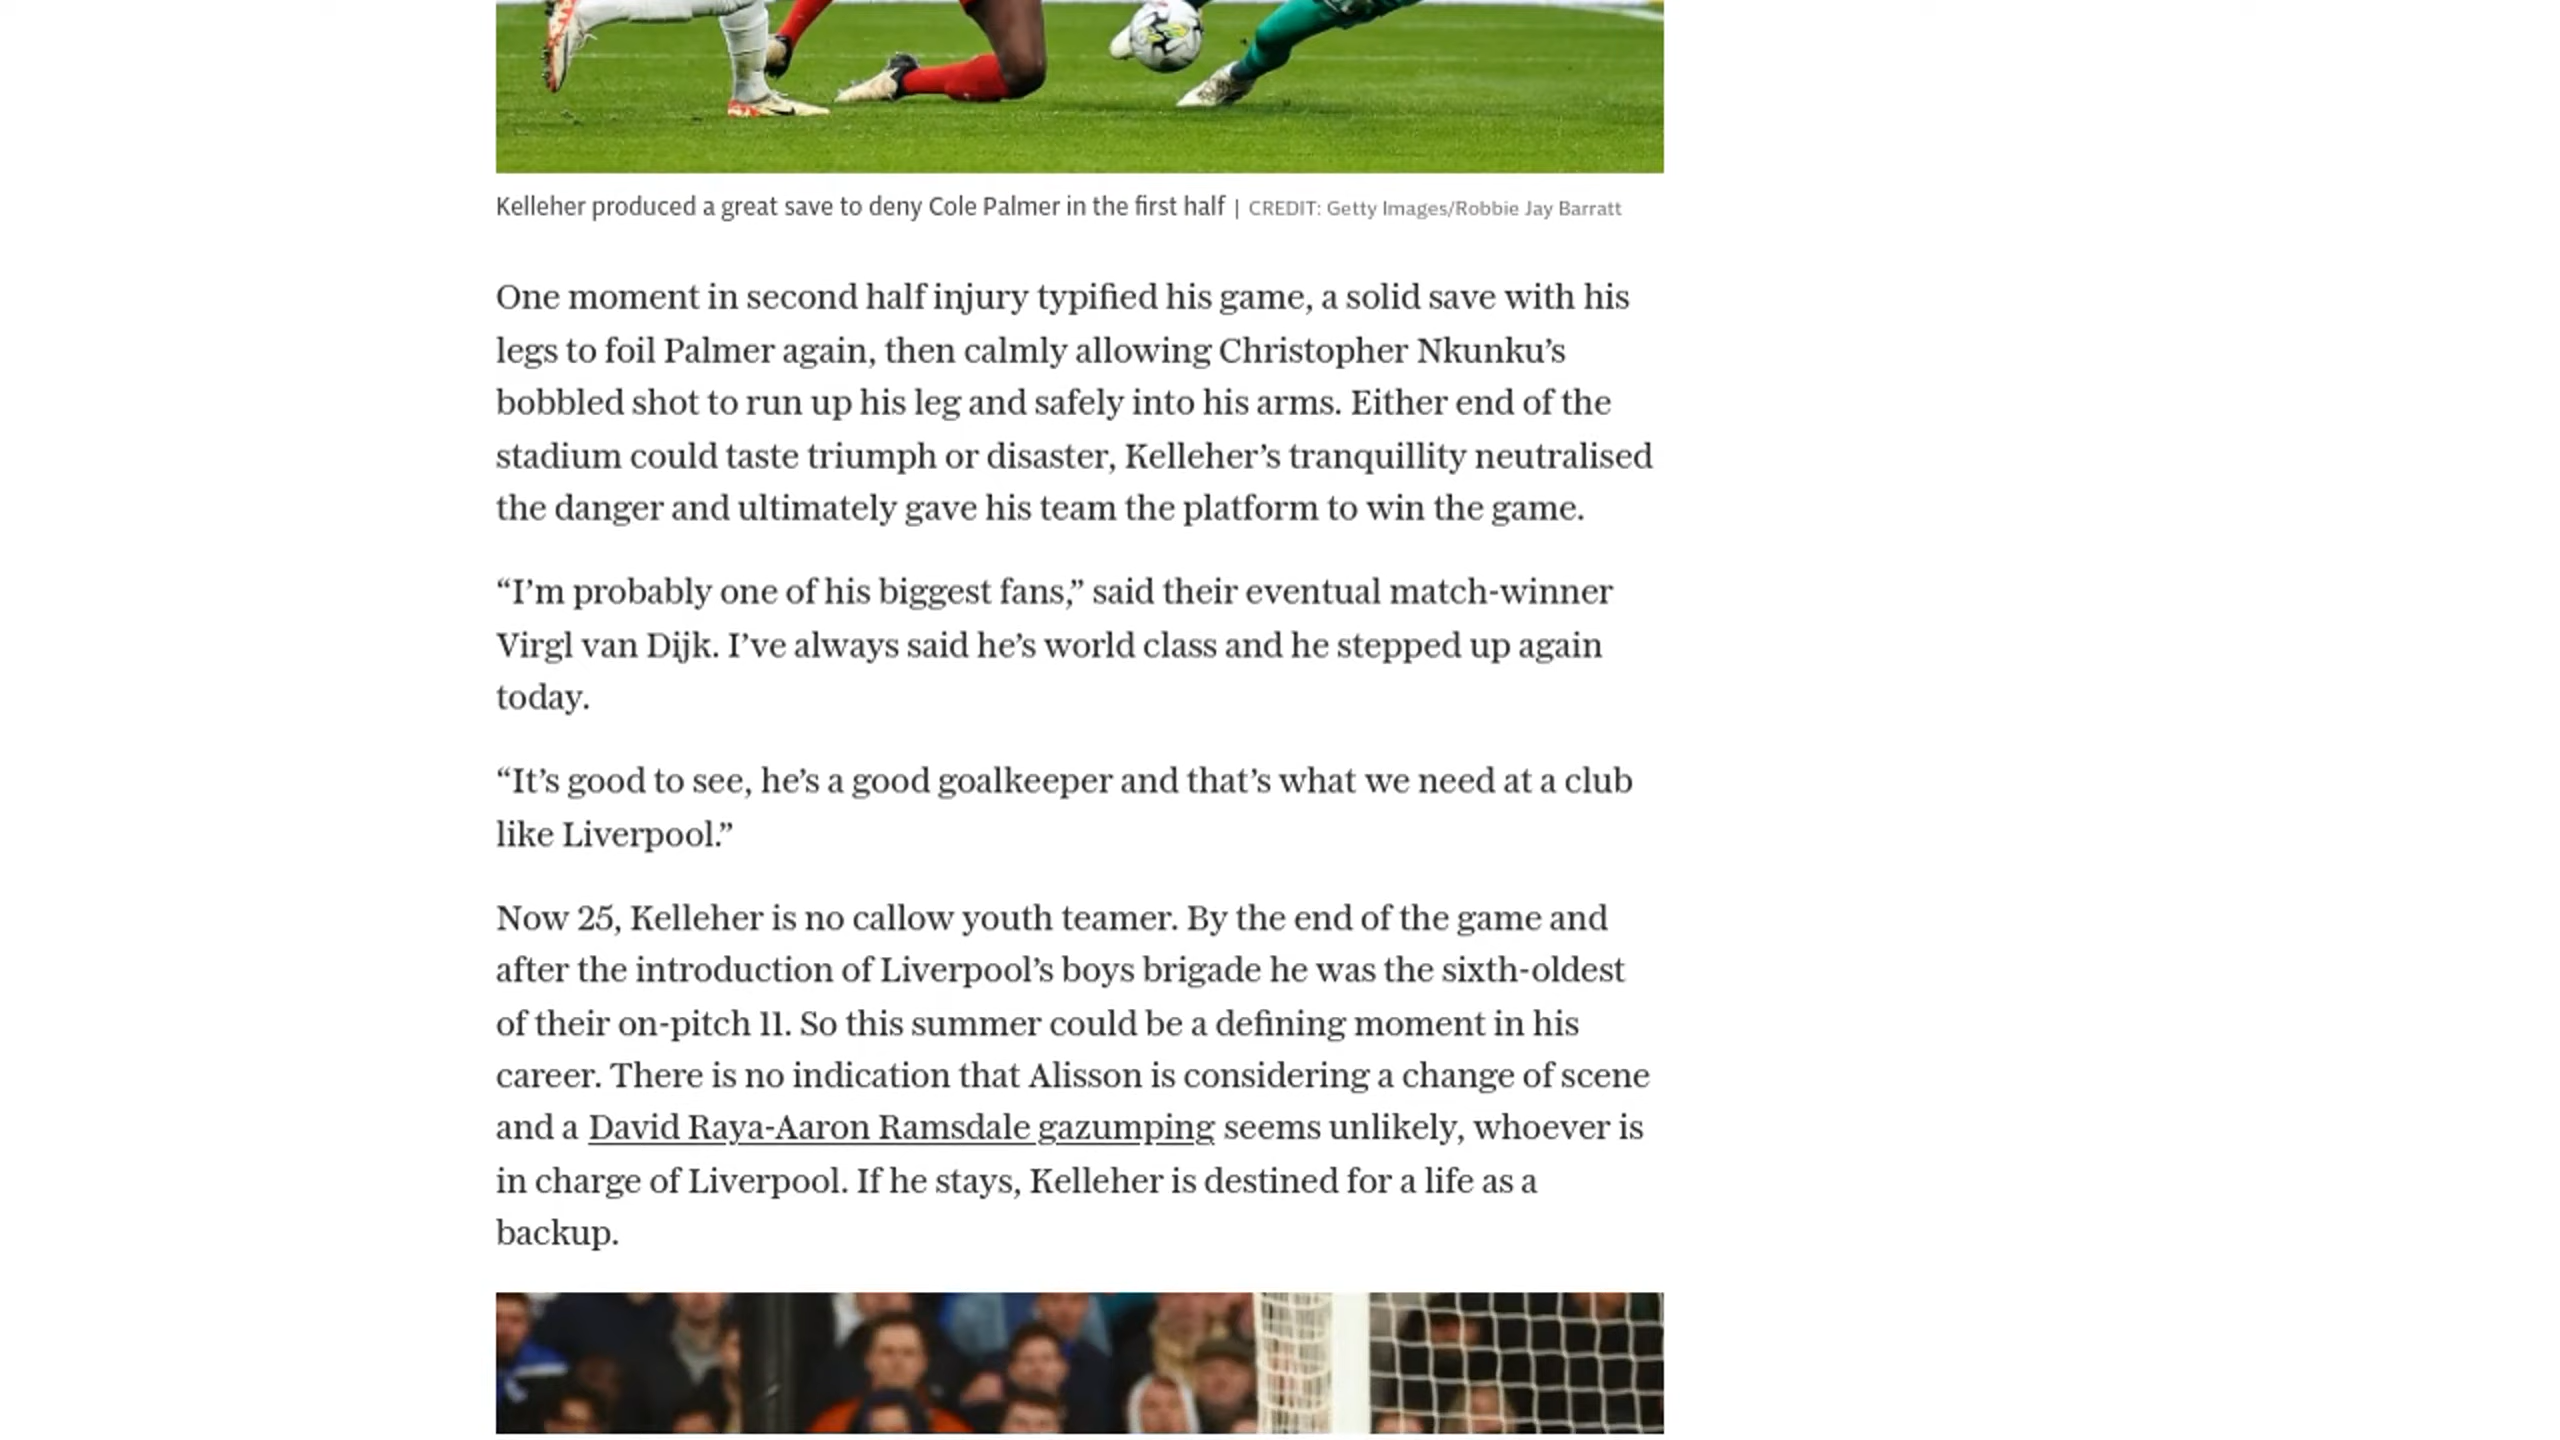 Kelleher produced a great save to deny Cole Palmer in the first half | CREDIT: Getty Images/Robbie Jay Barratt
One moment in second half injury typified his game, a solid save with his
legs to foil Palmer again, then calmly allowing Christopher Nkunku’s
bobbled shot to run up his leg and safely into his arms. Either end of the
stadium could taste triumph or disaster, Kelleher’s tranquillity neutralised
the danger and ultimately gave his team the platform to win the game.
“I’m probably one of his biggest fans,” said their eventual match-winner
Virgl van Dijk. I’ve always said he’s world class and he stepped up again
today.
“It’s good to see, he’s a good goalkeeper and that’s what we need at a club
like Liverpool.”
Now 25, Kelleher is no callow youth teamer. By the end of the game and
after the introduction of Liverpool’s boys brigade he was the sixth-oldest
of their on-pitch 11. So this summer could be a defining moment in his
career. There is no indication that Alisson is considering a change of scene
and a David Raya-Aaron Ramsdale gazumping seems unlikely, whoever is
in charge of Liverpool. If he stays, Kelleher is destined for a life as a
backup.